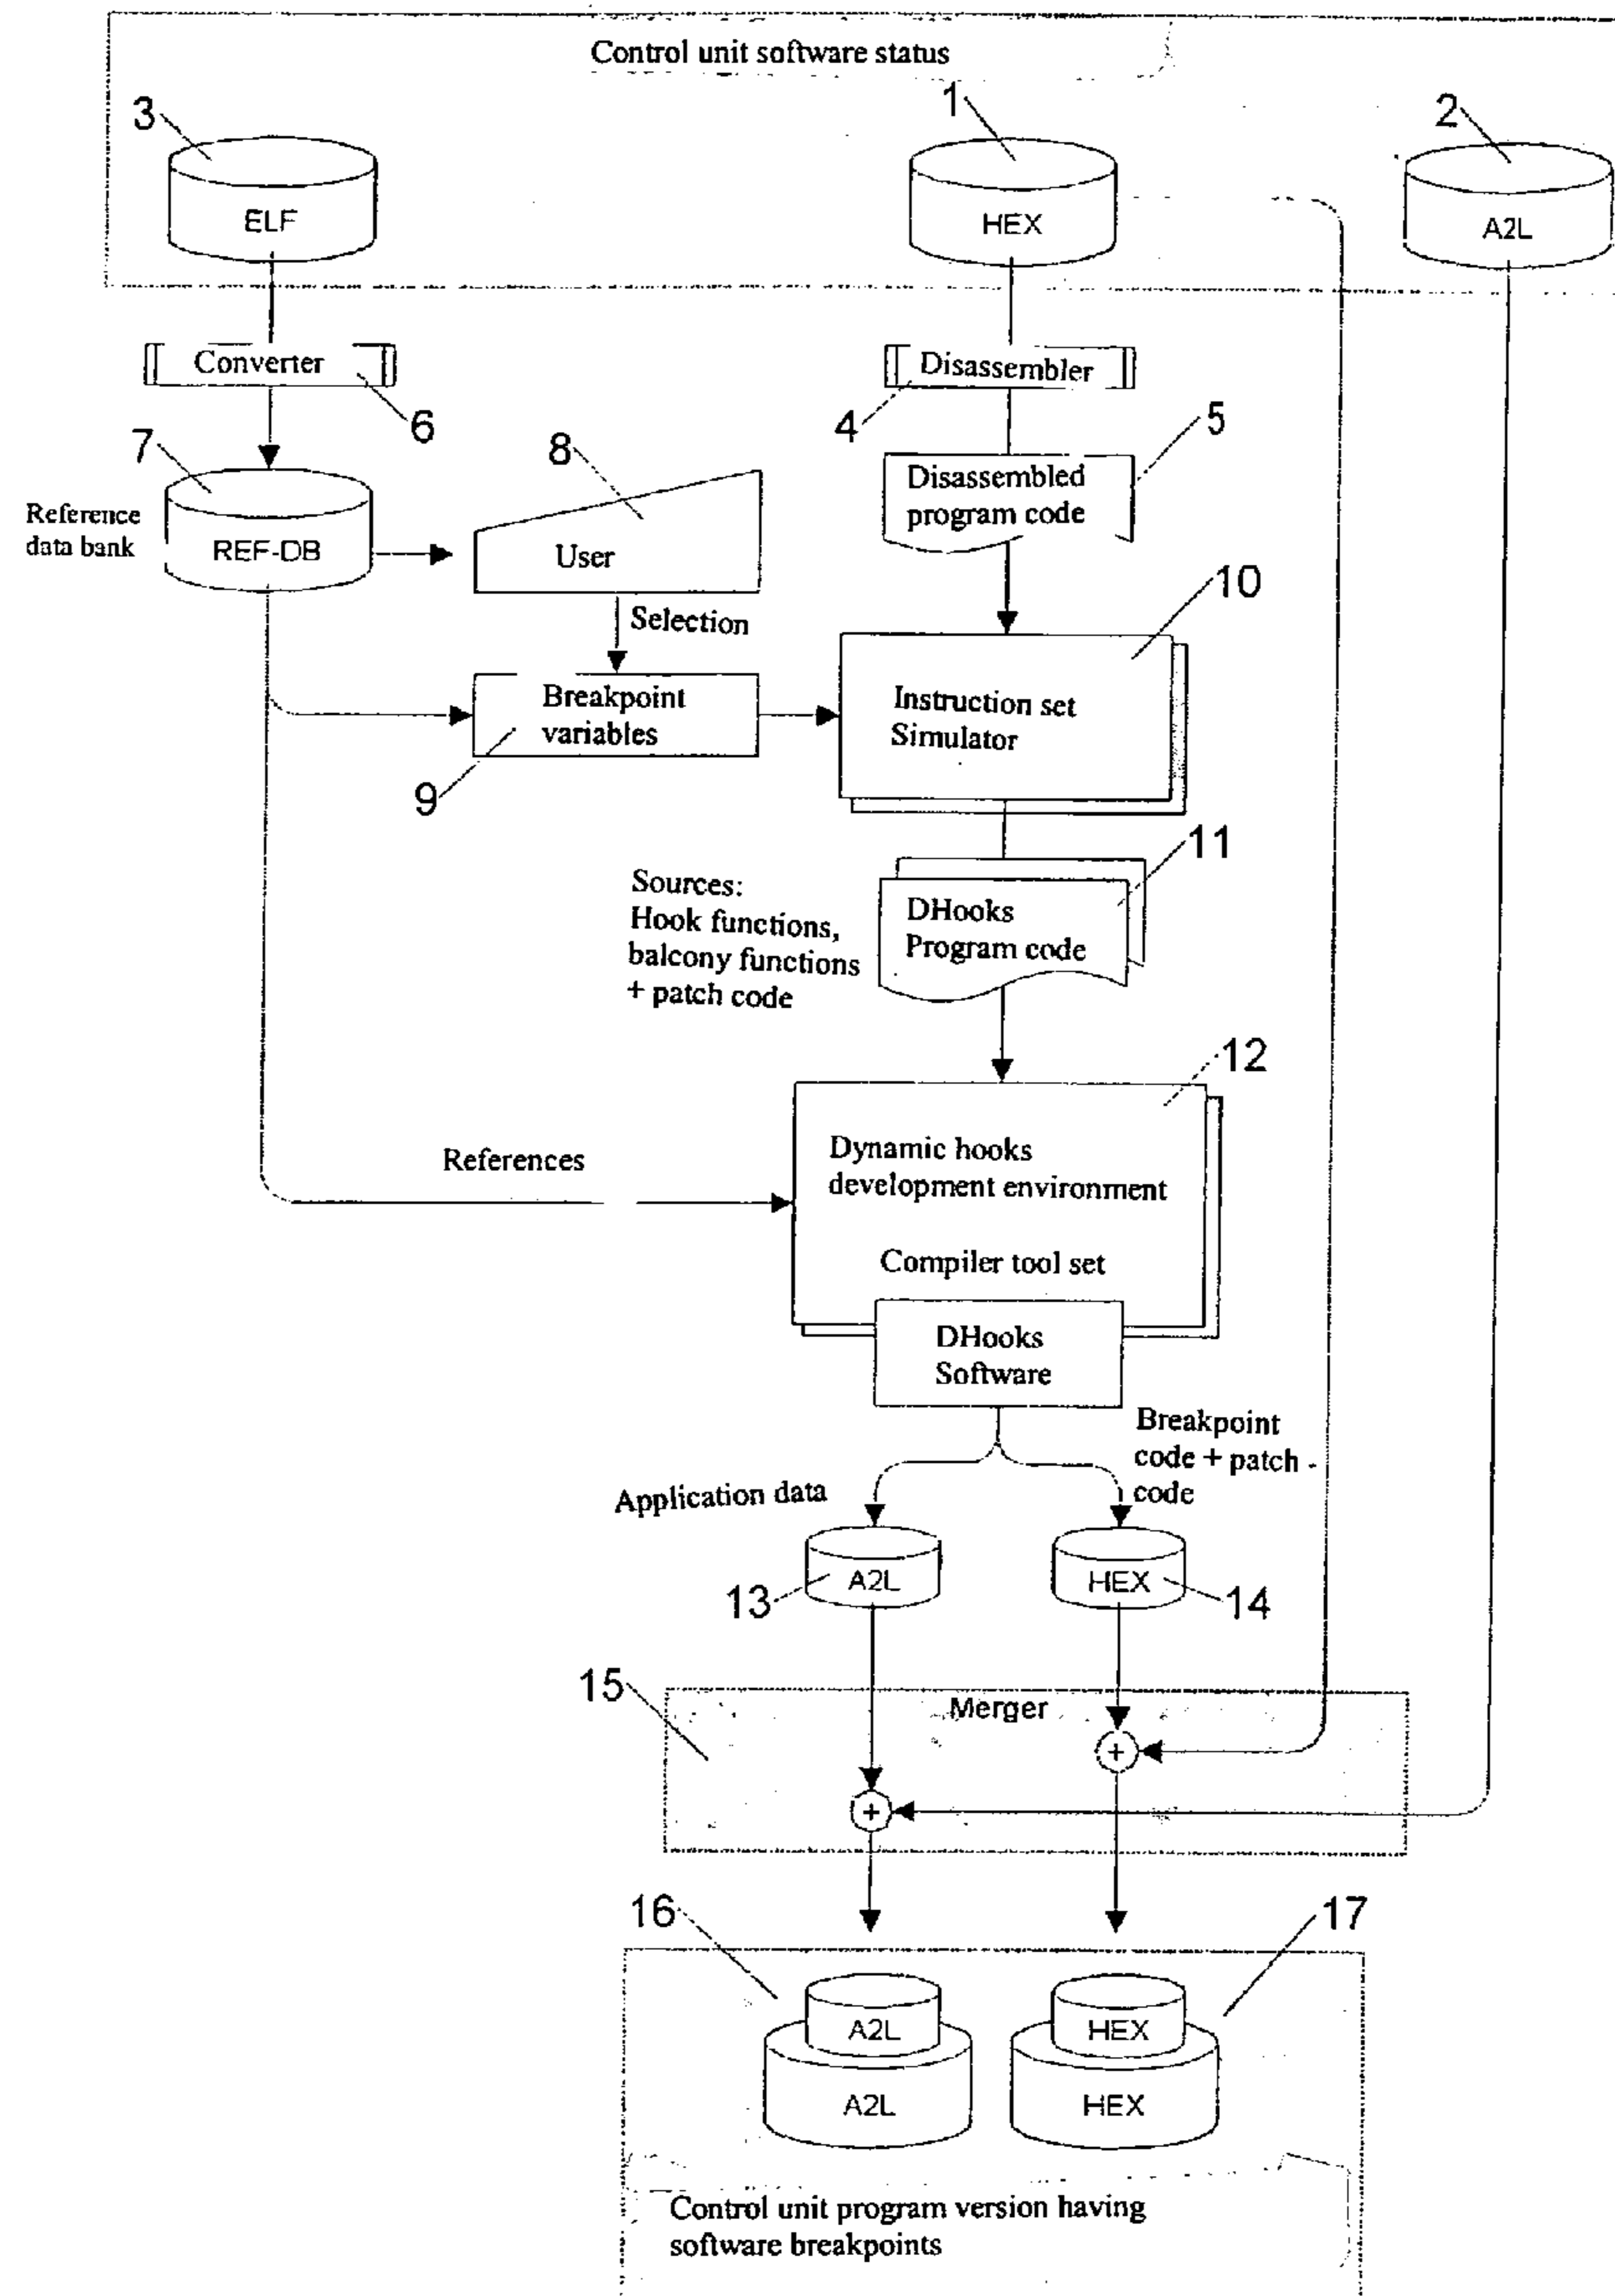 Control unit software status
3
1
2
ELF
HEX
A2L
Converter
Disassembler
6
4
5
7
8
Disassembled
program code
Reference
data bank
REF-DB
User
10
Selection
Breakpoint
variables
Instruction set
Simulator
9
11
Sources:
Hook functions,
balcony functions
+ patch code
DHooks
Program code
12
Dynamic hooks
development environment
References
Compiler tool set
DHooks
Software
Breakpoint
code + patch -
code
Application data
A2L
HEX
13
14
15
Merger
+
+
16
17
A2L
HEX
A2L
HEX
Control unit program version having
software breakpoints